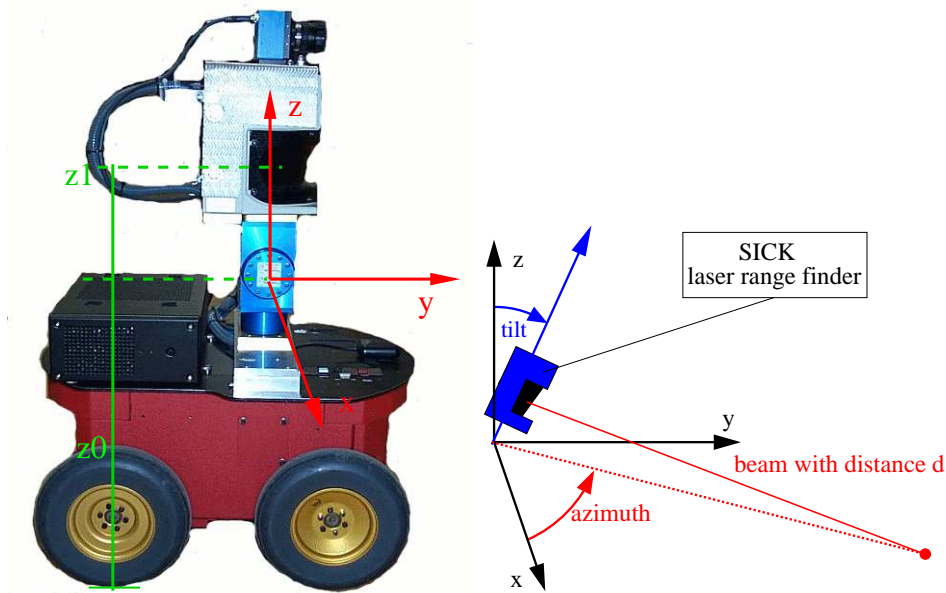 z
z1
y
x
z0
SICK
laser range finder
z
tilt
y
beam with distance d
azimuth
x